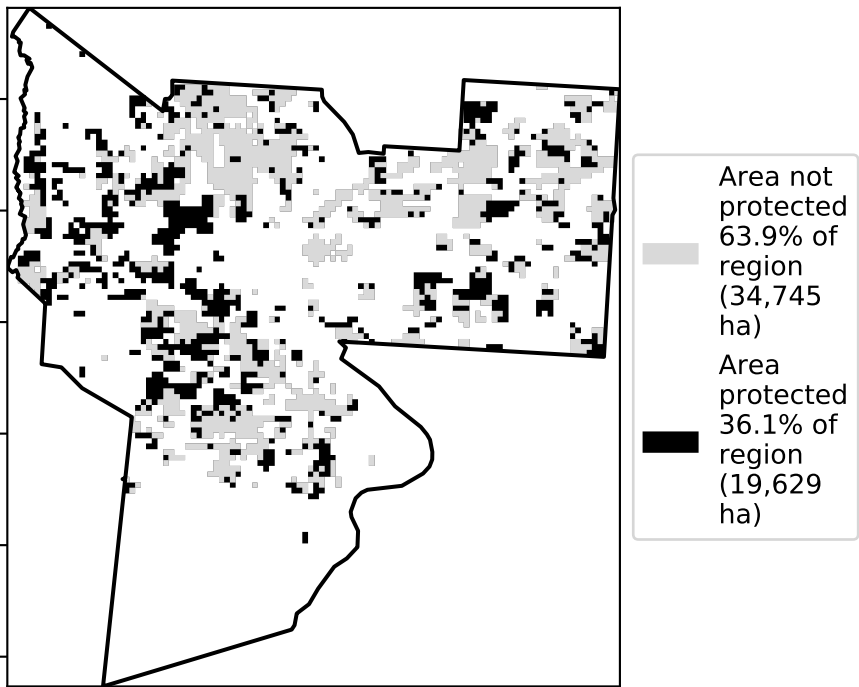 Area not
protected
63.9% of
region
(34,745
ha)
Area
protected
36.1% of
region
(19,629
ha)